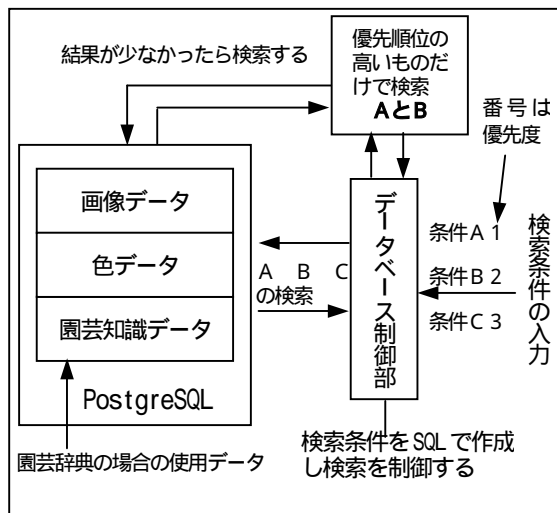 結果が少なかったら検索する
優先順位の
高いものだけ
で検索
AとB
番号は
優先度
画像データ
色データ
園芸知識データ
PostgreSQL
A B C
の検索
データベース制御部
条件A 1
条件B 2
条件C 3
検索条件の入力
園芸辞典の場合の使用データ
検索条件をSQLで作成
し検索を制御する